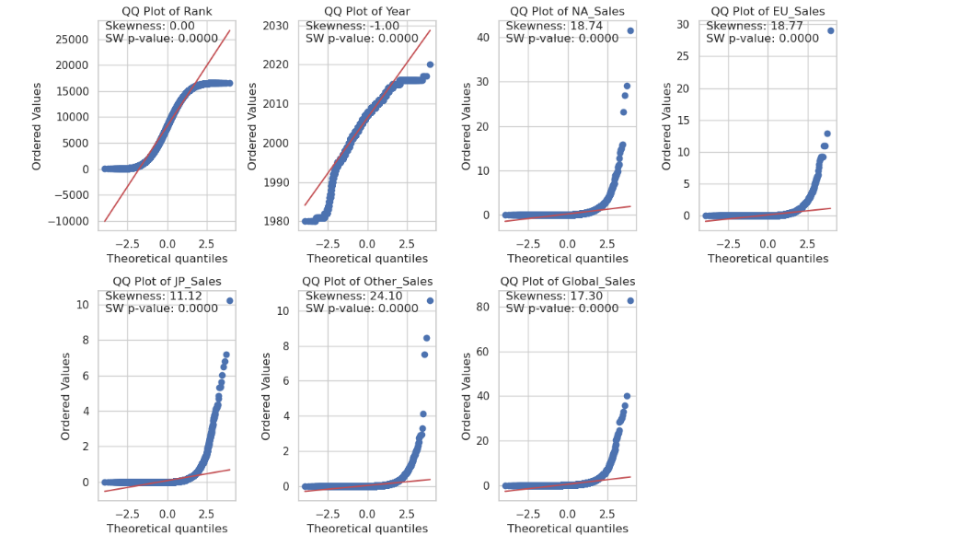 QQ Plot of Rank
Skewness: 0.00
SW p-value: 0.0000
25000
20000
15000
10000
5000
0
−5000
−10000
Ordered Values
−2.5 0.0 2.5
Theoretical quantiles
QQ Plot of Year
Skewness: -1.00
SW p-value: 0.0000
2030
2020
2010
2000
1990
1980
Ordered Values
−2.5 0.0 2.5
Theoretical quantiles
QQ Plot of NA_Sales
Skewness: 18.74
SW p-value: 0.0000
40
30
20
10
0
Ordered Values
−2.5 0.0 2.5
Theoretical quantiles
QQ Plot of EU_Sales
Skewness: 18.77
SW p-value: 0.0000
30
25
20
15
10
5
0
Ordered Values
−2.5 0.0 2.5
Theoretical quantiles
QQ Plot of JP_Sales
Skewness: 11.12
SW p-value: 0.0000
10
8
6
4
2
0
Ordered Values
−2.5 0.0 2.5
Theoretical quantiles
QQ Plot of Other_Sales
Skewness: 24.10
SW p-value: 0.0000
10
8
6
4
2
0
Ordered Values
−2.5 0.0 2.5
Theoretical quantiles
QQ Plot of Global_Sales
Skewness: 17.30
SW p-value: 0.0000
80
60
40
20
0
Ordered Values
−2.5 0.0 2.5
Theoretical quantiles